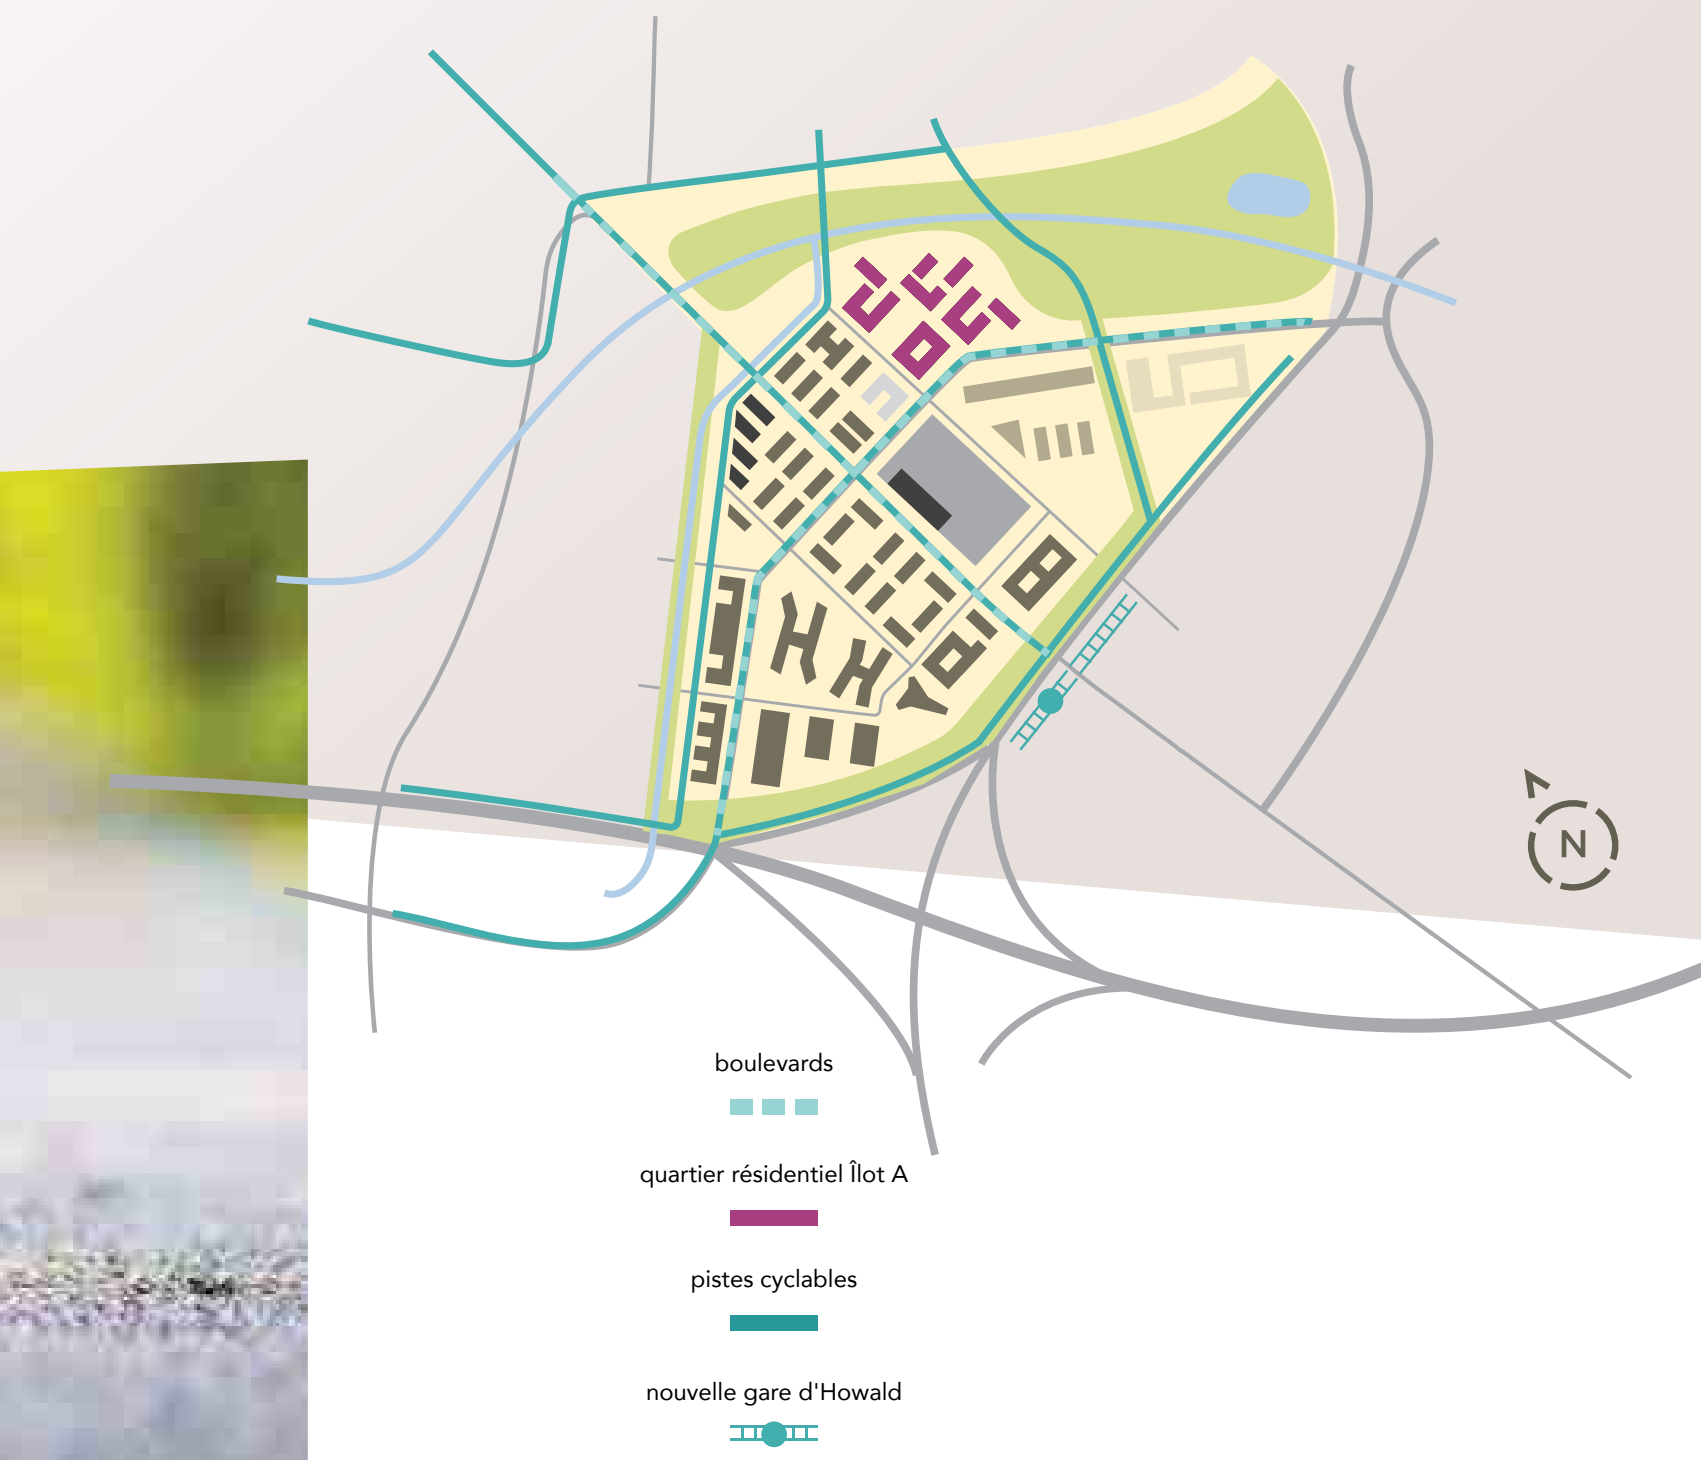 N
boulevards
quartier résidentiel Îlot A
pistes cyclables
nouvelle gare d'Howald